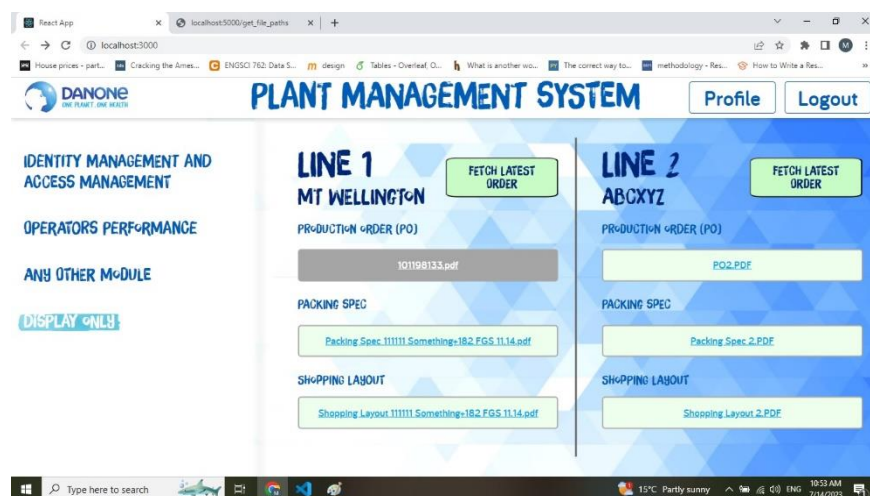 React App
localhost:5000/get_file_paths
localhost:3000
House prices - part...
Cracking the Ames...
ENGSCI 762: Data S...
design
Tables - Overleaf, O...
What is another wo...
The correct way to...
methodology - Res...
How to Write a Res...
DANONE
ONE PLANET. ONE HEALTH
PLANT MANAGEMENT SYSTEM
Profile
Logout
IDENTITY MANAGEMENT AND
ACCESS MANAGEMENT
OPERATORS PERFORMANCE
ANY OTHER MODULE
DISPLAY ONLY
LINE 1
MT WELLINGTON
FETCH LATEST
ORDER
PRODUCTION ORDER (PO)
101198133.pdf
PACKING SPEC
Packing Spec 111111 Something+182 FGS 11.14.pdf
SHOPPING LAYOUT
Shopping Layout 111111 Something+182 FGS 11.14.pdf
LINE 2
ABCXYZ
FETCH LATEST
ORDER
PRODUCTION ORDER (PO)
PO2.PDF
PACKING SPEC
Packing Spec 2.PDF
SHOPPING LAYOUT
Shopping Layout 2.PDF
Type here to search
15°C Partly sunny
ENG
10:53 AM
7/14/2023